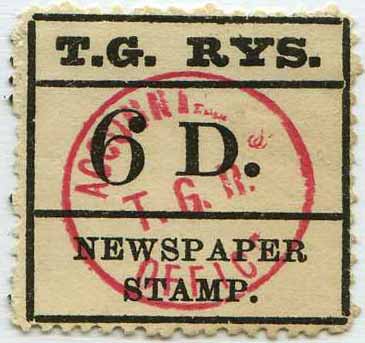 T.G. RYS.
6 D.
NEWSPAPER
STAMP.
T. G. R.